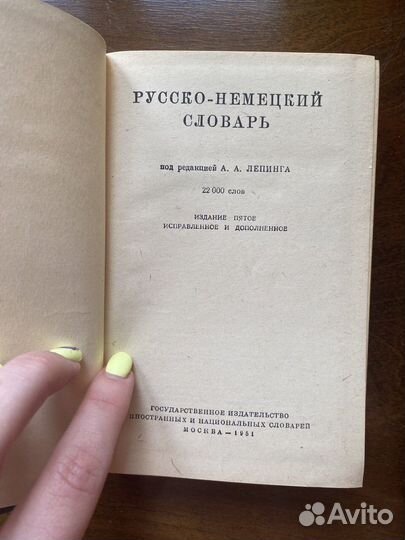 РУССКО-НЕМЕЦКИЙ
СЛОВАРЬ
под редакцией А. А. ЛЕПИНГА
22 000 слов
ИЗДАНИЕ ПЯТОЕ
ИСПРАВЛЕННОЕ И ДОПОЛНЕННОЕ
ГОСУДАРСТВЕННОЕ ИЗДАТЕЛЬСТВО
ИНОСТРАННЫХ И НАЦИОНАЛЬНЫХ СЛОВАРЕЙ
МОСКВА — 1951
Avito